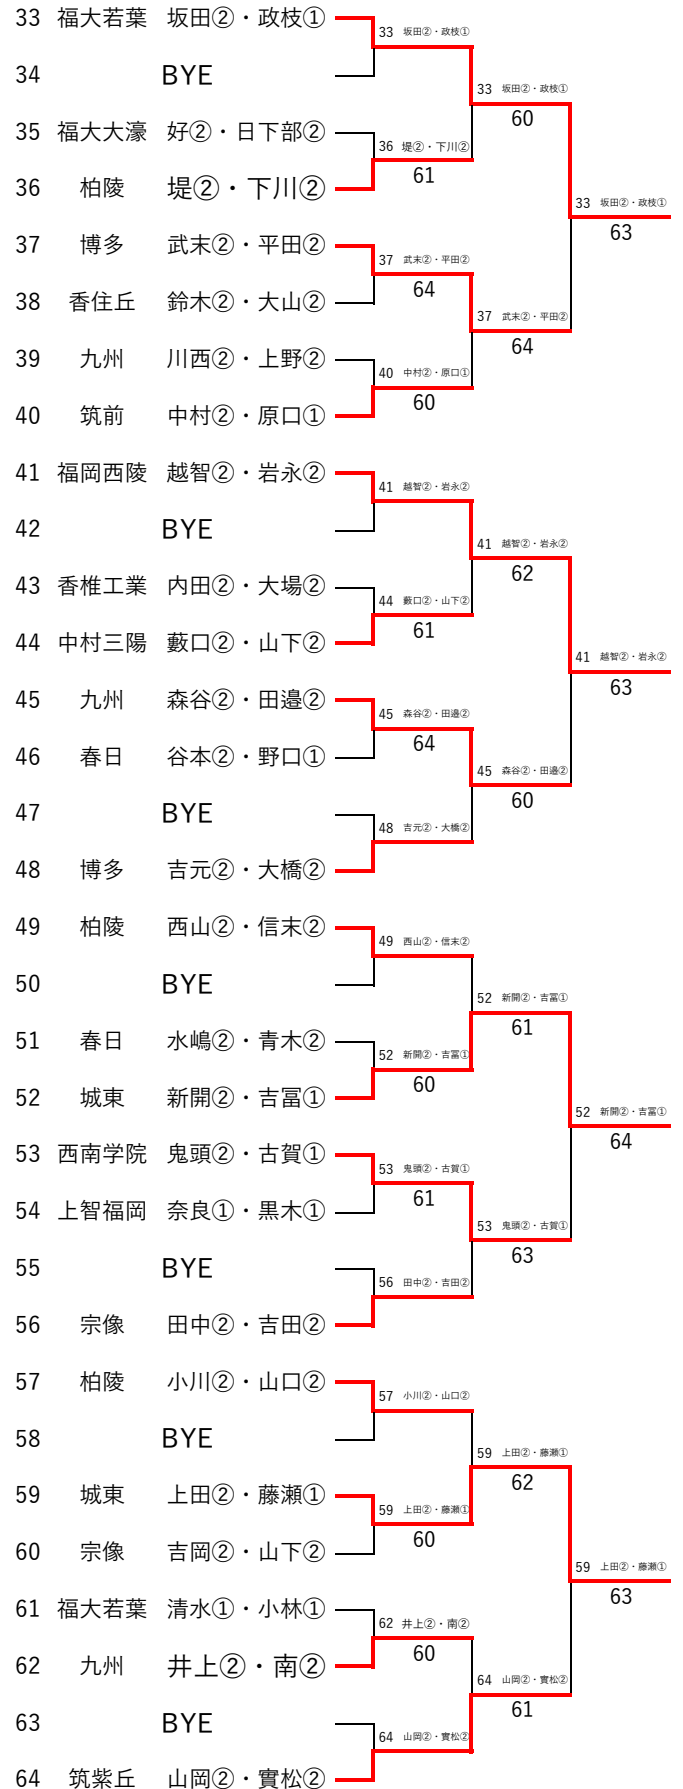 33 福大若葉 坂田②・政枝①
33 坂田②・政枝①
34 BYE
33 坂田②・政枝①
60
35 福大大濠 好②・日下部②
36 堤②・下川②
61
36 柏陵 堤②・下川②
33 坂田②・政枝①
63
37 博多 武末②・平田②
37 武末②・平田②
64
38 香住丘 鈴木②・大山②
37 武末②・平田②
64
39 九州 川西②・上野②
40 中村②・原口①
60
40 筑前 中村②・原口①
41 福岡西陵 越智②・岩永②
41 越智②・岩永②
42 BYE
41 越智②・岩永②
62
43 香椎工業 内田②・大場②
44 藪口②・山下②
61
44 中村三陽 藪口②・山下②
41 越智②・岩永②
63
45 九州 森谷②・田邉②
45 森谷②・田邉②
64
46 春日 谷本②・野口①
45 森谷②・田邉②
60
47 BYE
48 吉元②・大橋②
48 博多 吉元②・大橋②
49 柏陵 西山②・信末②
49 西山②・信末②
50 BYE
52 新開②・吉冨①
61
51 春日 水嶋②・青木②
52 新開②・吉冨①
60
52 城東 新開②・吉冨①
52 新開②・吉冨①
64
53 西南学院 鬼頭②・古賀①
53 鬼頭②・古賀①
61
54 上智福岡 奈良①・黒木①
53 鬼頭②・古賀①
63
55 BYE
56 田中②・吉田②
56 宗像 田中②・吉田②
57 柏陵 小川②・山口②
57 小川②・山口②
58 BYE
59 上田②・藤瀬①
62
59 城東 上田②・藤瀬①
59 上田②・藤瀬①
60
60 宗像 吉岡②・山下②
59 上田②・藤瀬①
63
61 福大若葉 清水①・小林①
62 井上②・南②
60
62 九州 井上②・南②
64 山岡②・實松②
61
63 BYE
64 山岡②・實松②
64 筑紫丘 山岡②・實松②